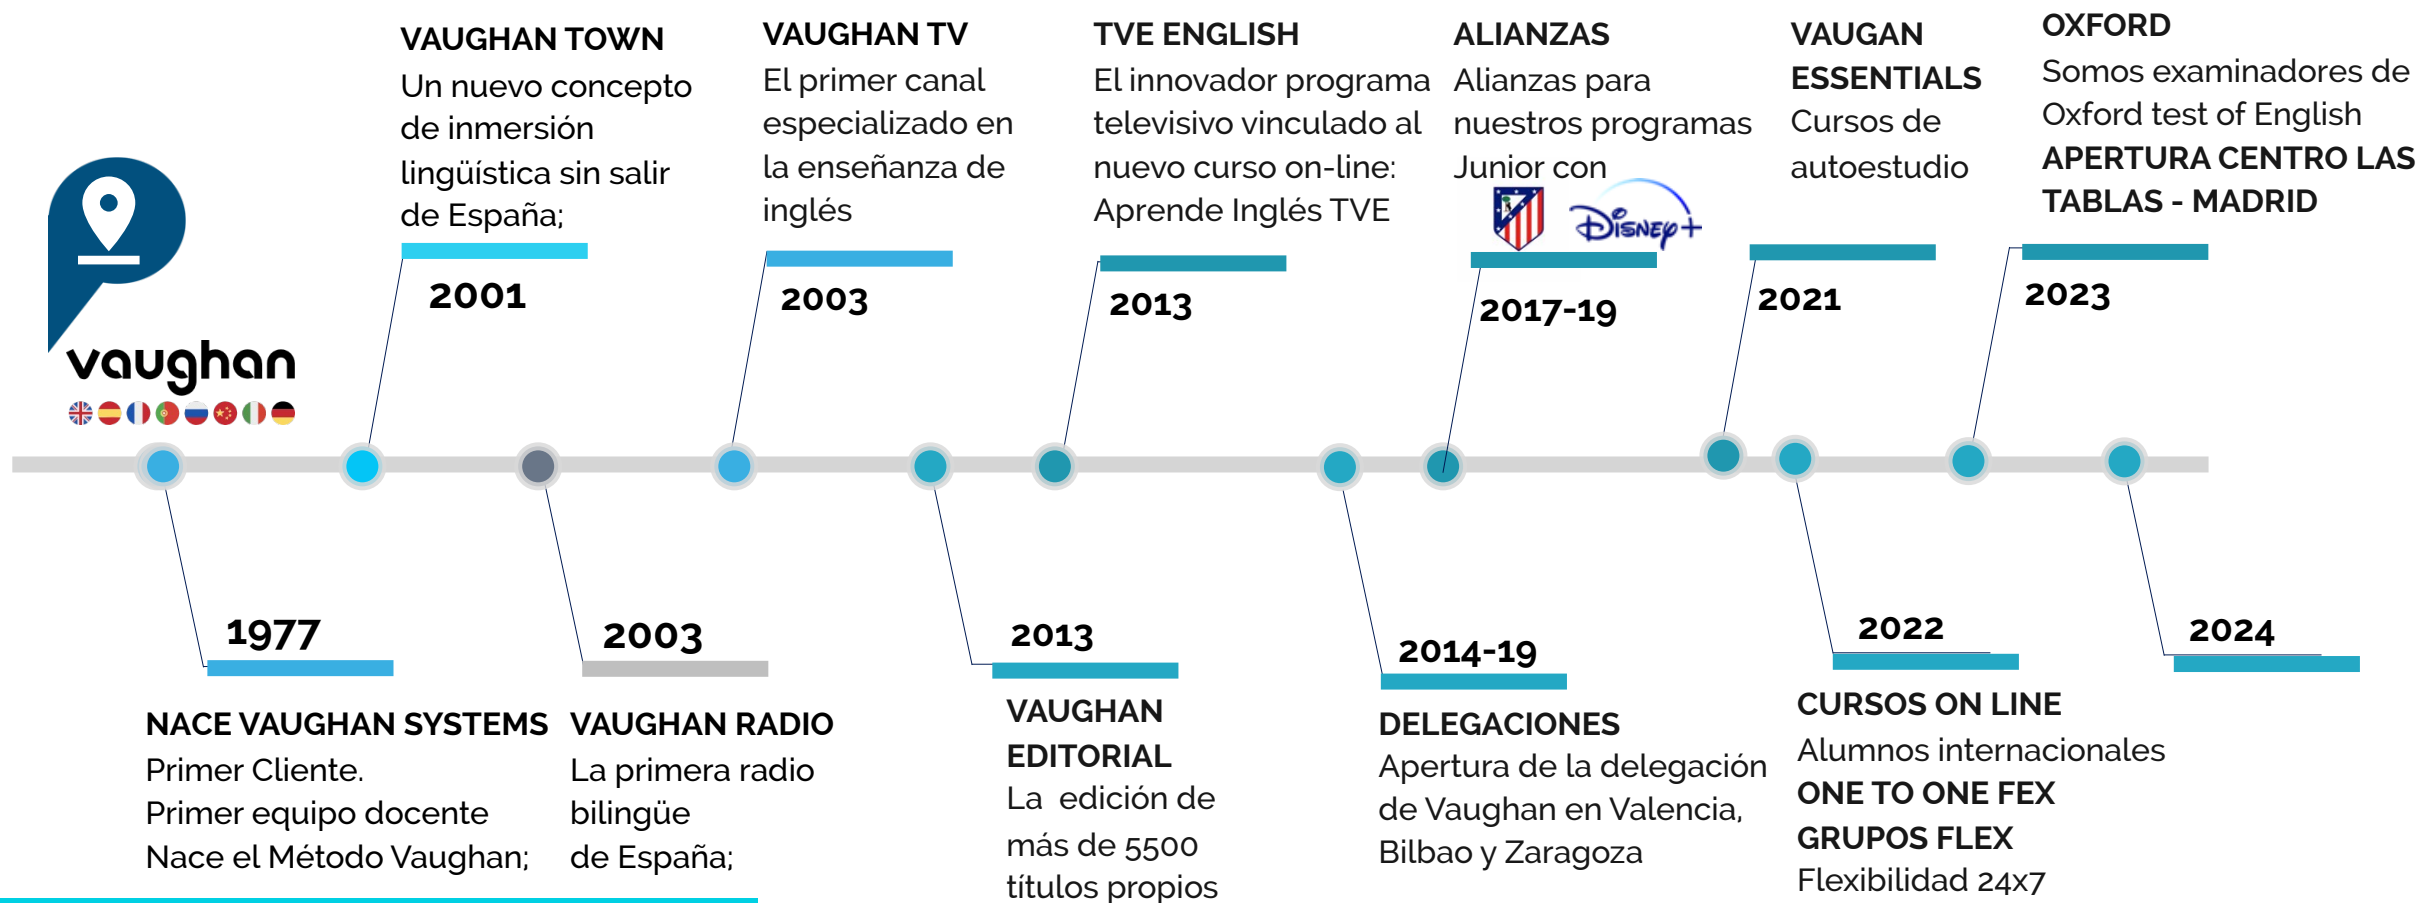 VAUGHAN TOWN
Un nuevo concepto
de inmersión
lingüística sin salir
de España;
2001
VAUGHAN TV
El primer canal
especializado en
la enseñanza de
inglés
2003
TVE ENGLISH
El innovador programa
televisivo vinculado al
nuevo curso on-line:
Aprende Inglés TVE
2013
ALIANZAS
Alianzas para
nuestros programas
Junior con
Disney+
2017-19
VAUGAN
ESSENTIALS
Cursos de
autoestudio
2021
OXFORD
Somos examinadores de
Oxford test of English
APERTURA CENTRO LAS
TABLAS - MADRID
2023
vaughan
1977
NACE VAUGHAN SYSTEMS
Primer Cliente.
Primer equipo docente
Nace el Método Vaughan;
2003
VAUGHAN RADIO
La primera radio
bilingüe
de España;
2013
VAUGHAN
EDITORIAL
La  edición de
más de 5500
títulos propios
2014-19
DELEGACIONES
Apertura de la delegación
de Vaughan en Valencia,
Bilbao y Zaragoza
2022
CURSOS ON LINE
Alumnos internacionales
ONE TO ONE FEX
GRUPOS FLEX
Flexibilidad 24x7
2024